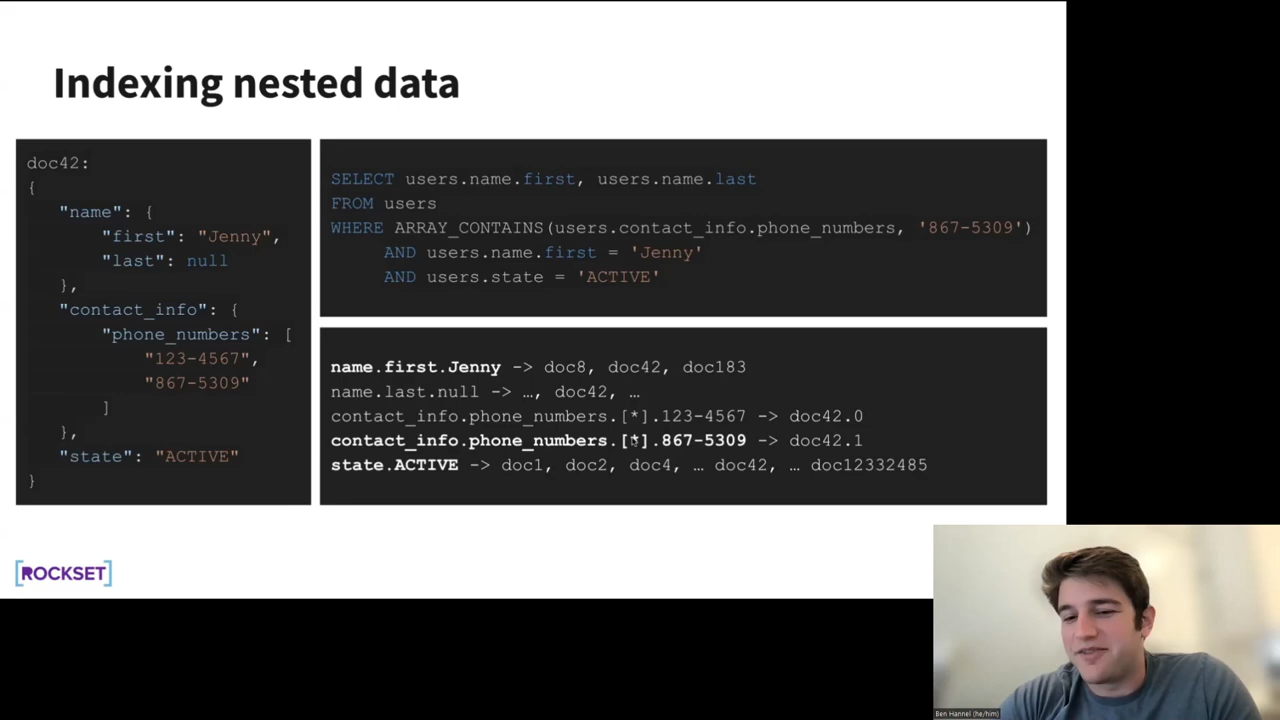 Indexing nested data
doc42:
{
"name": {
"first": "Jenny",
"last": null
},
"contact_info": {
"phone_numbers": [
"123-4567",
"867-5309"
]
},
"state": "ACTIVE"
}
SELECT users.name.first, users.name.last
FROM users
WHERE ARRAY_CONTAINS(users.contact_info.phone_numbers, '867-5309')
AND users.name.first = 'Jenny'
AND users.state = 'ACTIVE'
name.first.Jenny -> doc8, doc42, doc183
name.last.null -> …, doc42, …
contact_info.phone_numbers.[*].123-4567 -> doc42.0
contact_info.phone_numbers.[*].867-5309 -> doc42.1
state.ACTIVE -> doc1, doc2, doc4, … doc42, … doc12332485
[ROCKSET]
Ben Hannel (he/him)